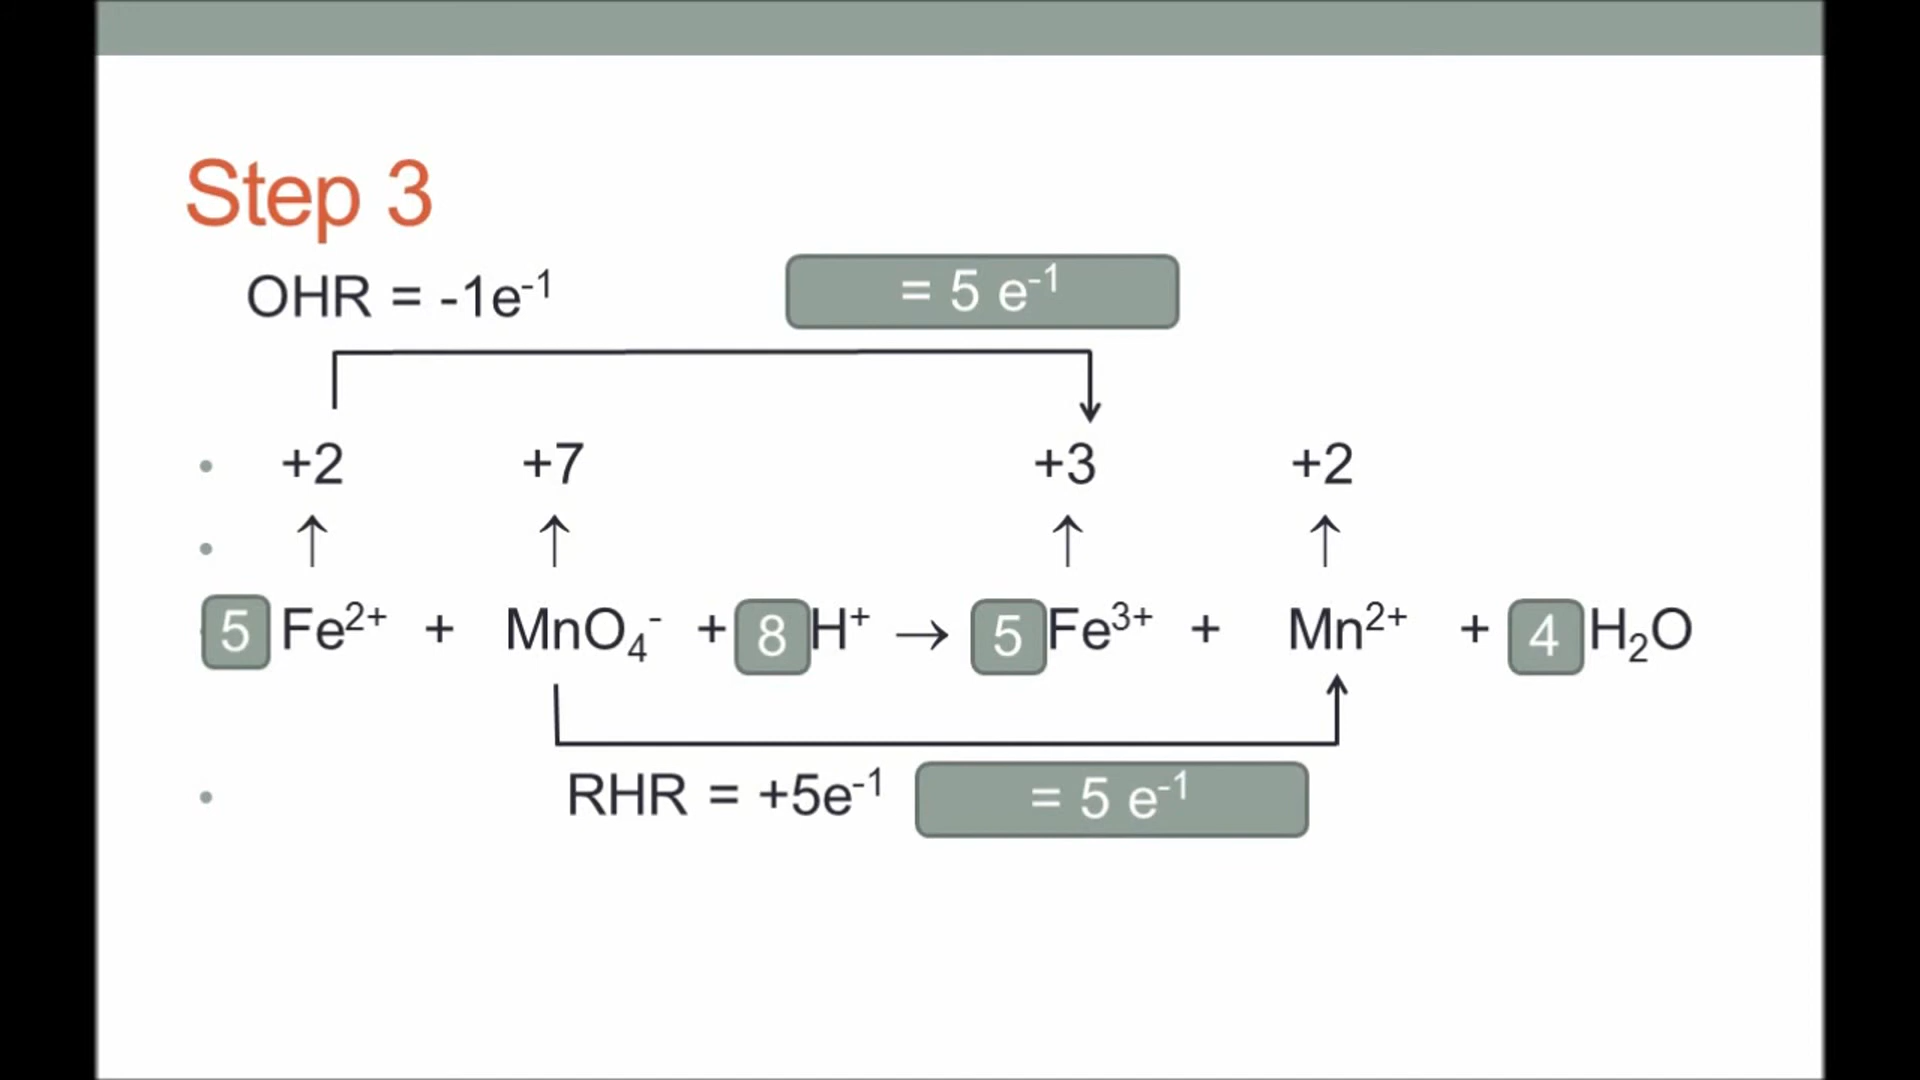 Step 3
OHR = -1e⁻¹ = 5 e⁻¹
• +2 +7 +3 +2
• ↑ ↑ ↑ ↑
5 Fe²⁺ + MnO₄⁻ + 8 H⁺ → 5 Fe³⁺ + Mn²⁺ + 4 H₂O
• RHR = +5e⁻¹ = 5 e⁻¹